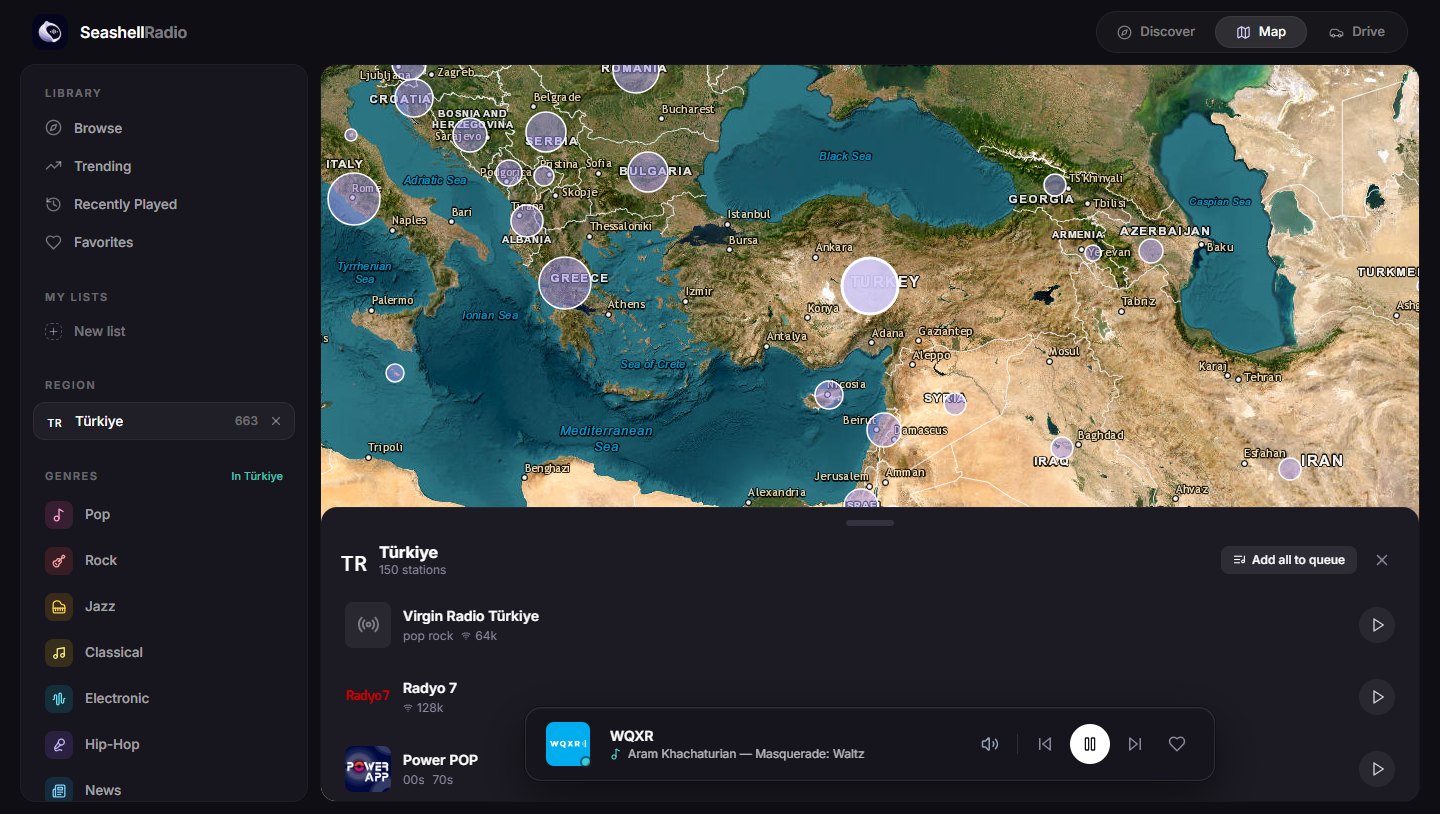 SeashellRadio
Discover
Map
Drive
LIBRARY
Browse
Trending
Recently Played
Favorites
MY LISTS
New list
REGION
TR Türkiye 663
GENRES In Türkiye
Pop
Rock
Jazz
Classical
Electronic
Hip-Hop
News
Ljubljana
Zagreb
ROMANIA
CROATIA
Belgrade
Bucharest
BOSNIA AND
HERZEGOVINA
Sarajevo
SERBIA
Black Sea
ITALY
Pristina
Sofia
BULGARIA
Podgorica
Adriatic Sea
TSKhinvali
Rome
Skopje
GEORGIA
Tbilisi
Caspian Sea
Tirana
Naples
Bari
Istanbul
Thessaloniki
ALBANIA
Bursa
Ankara
ARMENIA
AZERBAIJAN
Yerevan
Baku
Tyrrhenian
Sea
GREECE
TURKEY
TURKME
Palermo
Izmir
Athens
Konya
Tabriz
Ashg
Ionian Sea
Antalya
Adana
Gaziantep
s
Sea of Crete
Aleppo
Mosul
Karaj
Tehran
Nicosia
SYRIA
Beirut
Damascus
Mediterranean
Sea
Baghdad
Tripoli
IRAQ
Esfahan
IRAN
Benghazi
Jerusalem
Amman
Alexandria
Ahvaz
ISRAE
TR
Türkiye
150 stations
Add all to queue
Virgin Radio Türkiye
pop rock 64k
Radyo7
Radyo 7
128k
POWER
APP
Power POP
00s 70s
WQXR
WQXR
Aram Khachaturian — Masquerade: Waltz